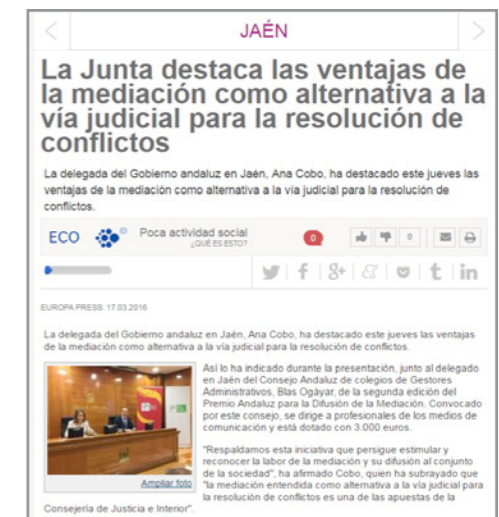 JAÉN
La Junta destaca las ventajas de
la mediación como alternativa a la
vía judicial para la resolución de
conflictos
La delegada del Gobierno andaluz en Jaén, Ana Cobo, ha destacado este jueves las
ventajas de la mediación como alternativa a la vía judicial para la resolución de
conflictos.
ECO Poca actividad social 0 0
¿QUÉ ES ESTO?
EUROPA PRESS. 17.03.2016
La delegada del Gobierno andaluz en Jaén, Ana Cobo, ha destacado este jueves las ventajas
de la mediación como alternativa a la vía judicial para la resolución de conflictos.
Así lo ha indicado durante la presentación, junto al delegado
en Jaén del Consejo Andaluz de colegios de Gestores
Administrativos, Blas Ogáyar, de la segunda edición del
Premio Andaluz para la Difusión de la Mediación. Convocado
por este consejo, se dirige a profesionales de los medios de
comunicación y está dotado con 3.000 euros.
"Respaldamos esta iniciativa que persigue estimular y
reconocer la labor de la mediación y su difusión al conjunto
de la sociedad", ha afirmado Cobo, quien ha subrayado que
"la mediación entendida como alternativa a la vía judicial para
la resolución de conflictos es una de las apuestas de la
Ampliar foto
Consejería de Justicia e Interior".